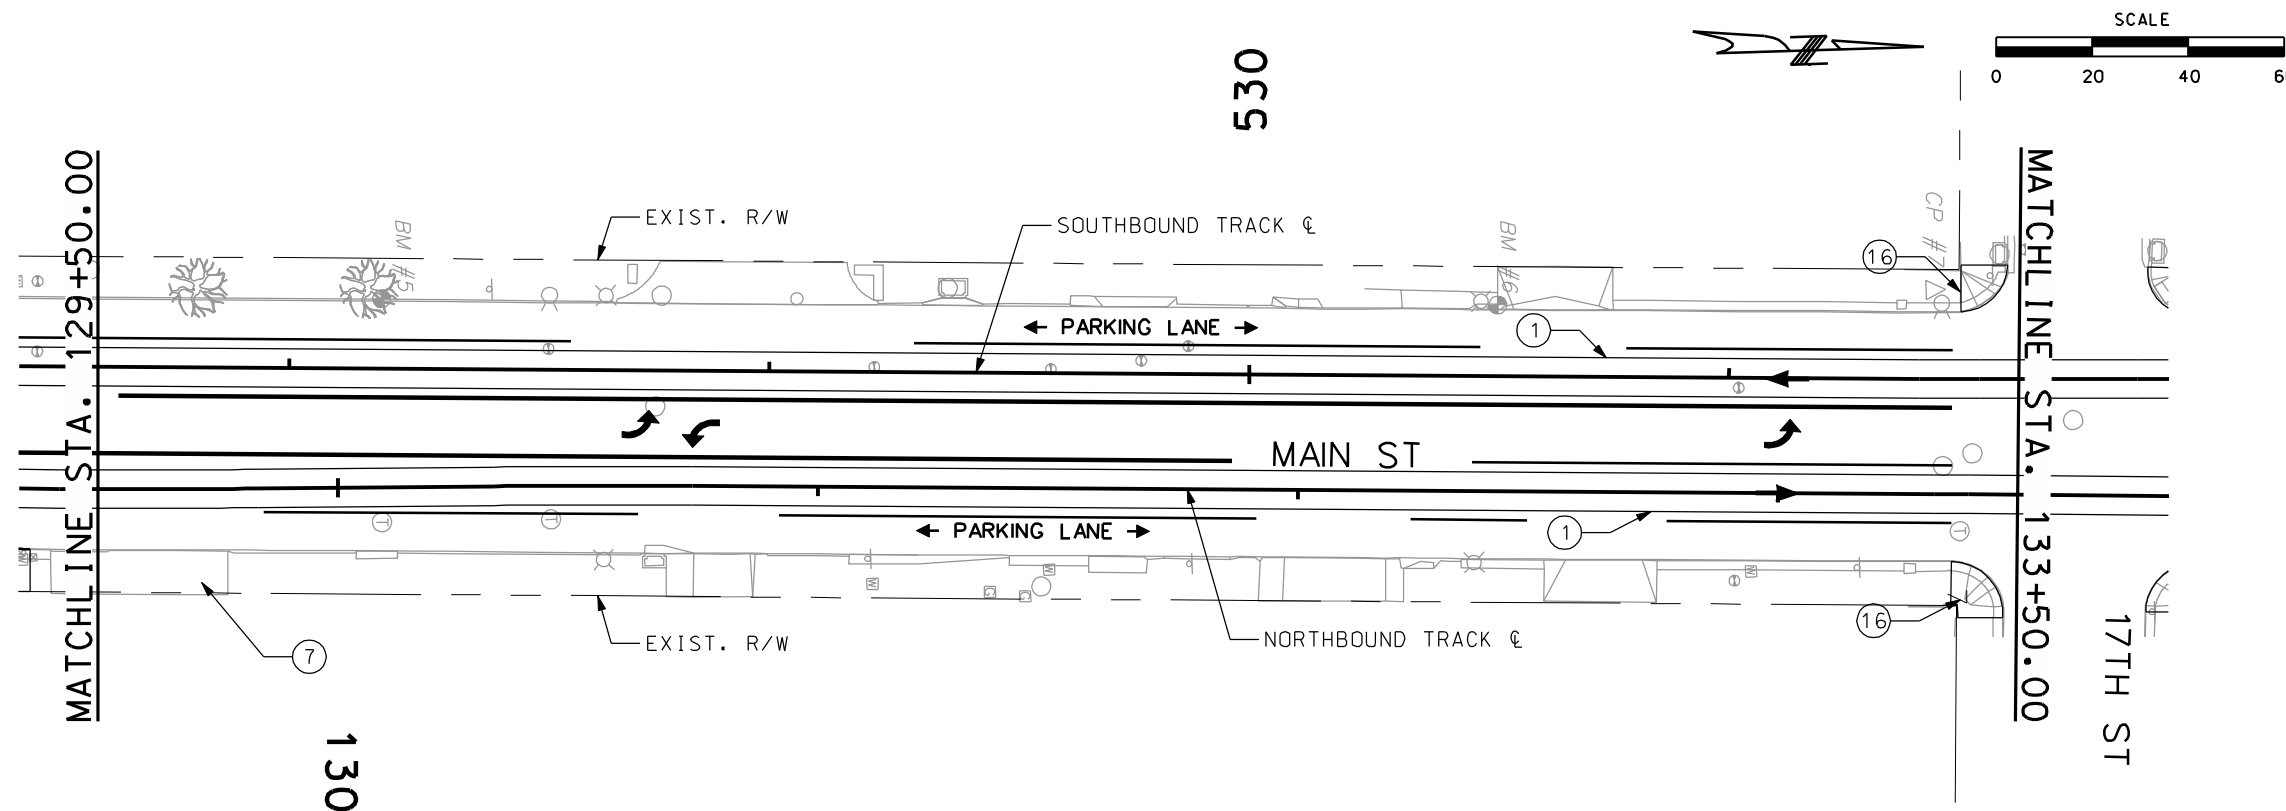 SCALE
0 20 40
530
MATCHLINE STA. 129+50.00
MATCHLINE STA. 133+50.00
BM #5
EXIST. R/W
SOUTHBOUND TRACK ℄
BM #6
CP #7
16
PARKING LANE
1
MAIN ST
PARKING LANE
1
T
T
T
W
W
W
G
G
16
7
EXIST. R/W
NORTHBOUND TRACK ℄
17TH ST
130